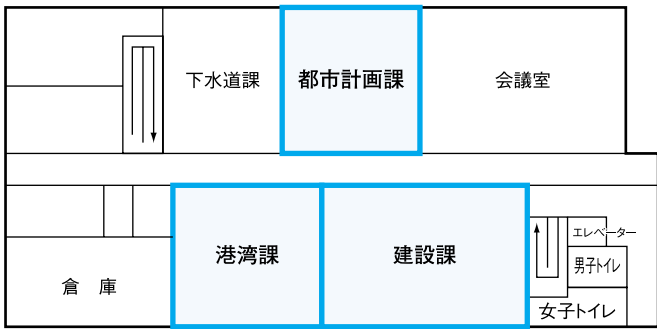 下水道課
都市計画課
会議室
港湾課
建設課
エレベーター
男子トイレ
倉 庫
女子トイレ